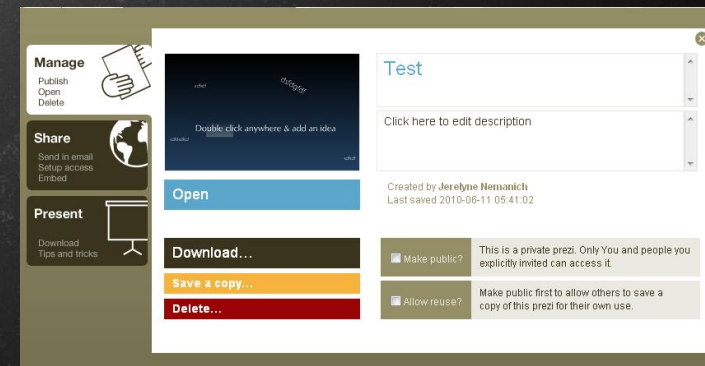 Manage
Publish
Open
Delete
Share
Send in email
Setup access
Embed
Present
Download
Tips and tricks
Double click anywhere & add an idea
Open
Download...
Save a copy...
Delete...
Test
Click here to edit description
Created by Jerelyne Nemanich
Last saved 2010-06-11 05:41:02
Make public?
This is a private prezi. Only You and people you
explicitly invited can access it.
Allow reuse?
Make public first to allow others to save a
copy of this prezi for their own use.